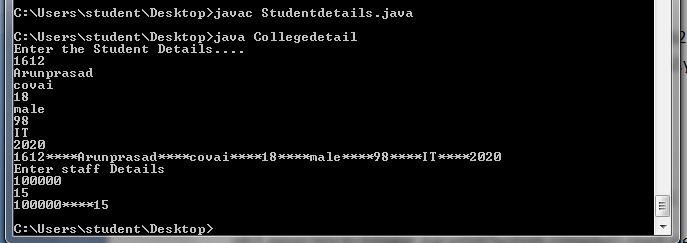 C:\Users\student\Desktop>javac Studentdetails.java
C:\Users\student\Desktop>java Collegedetail
Enter the Student Details....
1612
Arunprasad
covai
18
male
98
IT
2020
1612****Arunprasad****covai****18****male****98****IT****2020
Enter staff Details
100000
15
100000****15
C:\Users\student\Desktop>